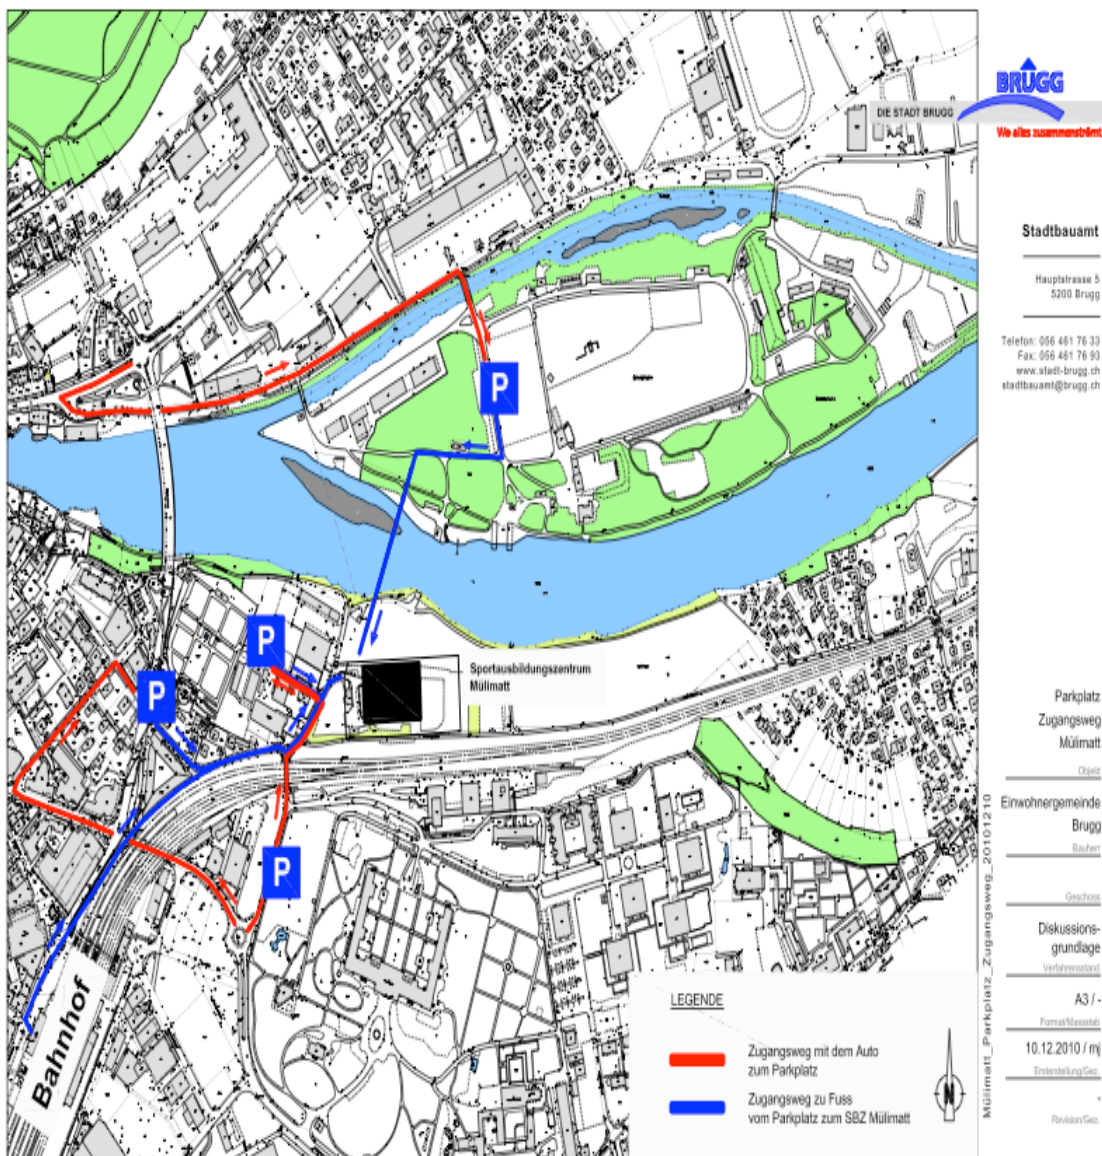 BRUGG
DIE STADT BRUGG
Wo alles zusammenströmt
Stadtbauamt
Hauptstrasse 5
5200 Brugg
Telefon: 056 461 76 33
Fax: 056 461 76 93
www.stadt-brugg.ch
stadtbauamt@brugg.ch
P
P
P
P
Sportausbildungszentrum
Mülimatt
Bahnhof
Parkplatz
Zugangsweg
Mülimatt
Objekt
Einwohnergemeinde
Brugg
Bauherr
Geschoss
Diskussions-
grundlage
Verfahrensstand
A3 / -
Format/Massstab
10.12.2010 / mj
Ersterstellung/Gez.
-
Revision/Gez.
Mülimatt_Parkplatz_Zugangsweg_20101210
LEGENDE
Zugangsweg mit dem Auto
zum Parkplatz
Zugangsweg zu Fuss
vom Parkplatz zum SBZ Mülimatt
N